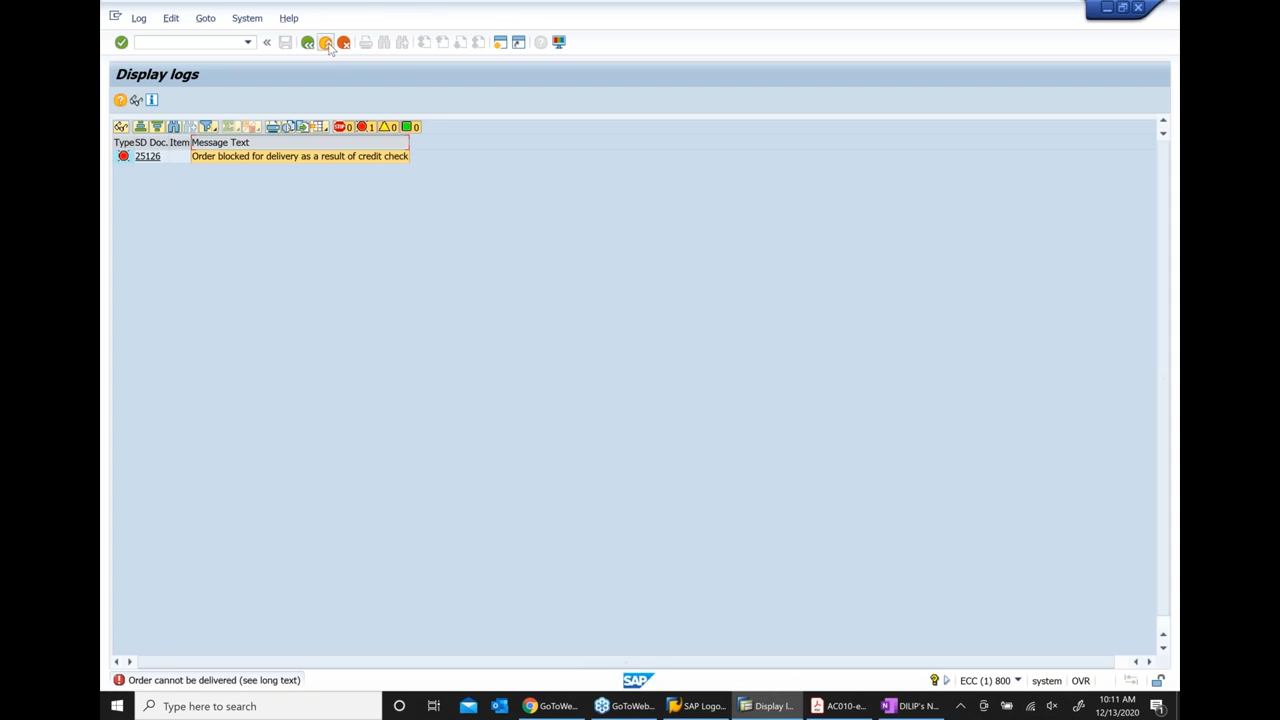 Log Edit Goto System Help
Display logs
STOP 0 1 0 0
Type SD Doc. Item Message Text
25126 Order blocked for delivery as a result of credit check
Order cannot be delivered (see long text)
SAP
ECC (1) 800 system OVR
Type here to search
GoToWe...
GoToWeb...
SAP Logo...
Display l...
AC010-e...
DILIP's N...
10:11 AM
12/13/2020
1